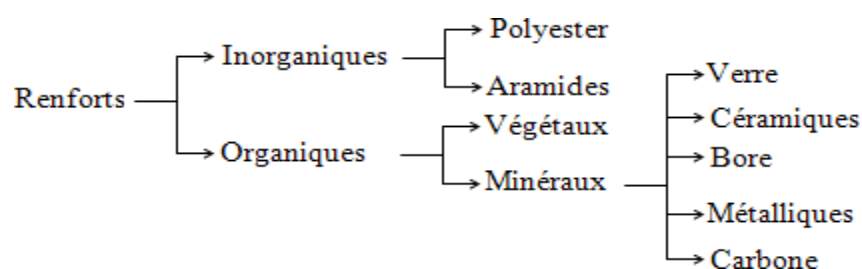 Renforts
Inorganiques
Polyester
Aramides
Organiques
Végétaux
Minéraux
Verre
Céramiques
Bore
Métalliques
Carbone